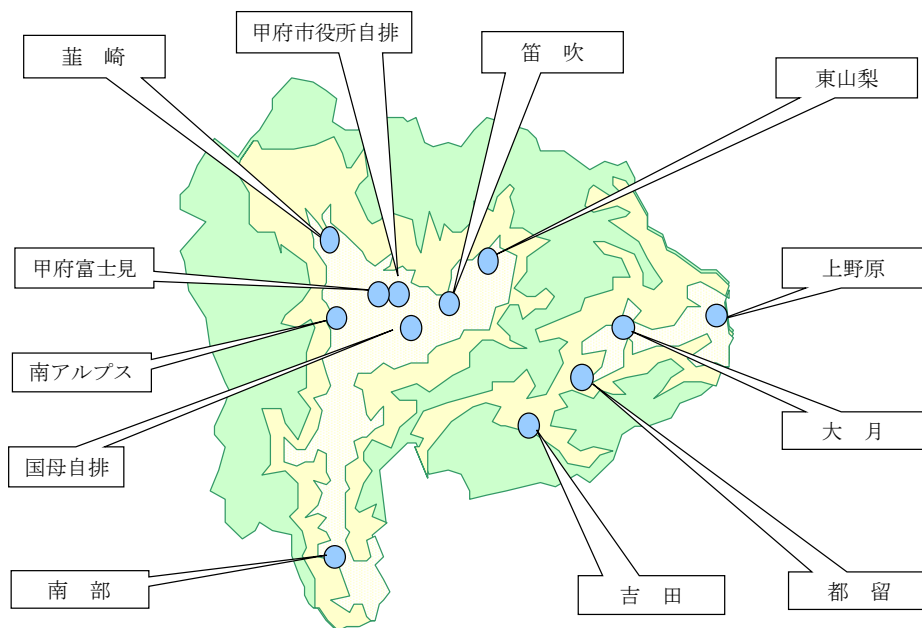 甲府市役所自排
韮　崎
笛　吹
東山梨
甲府富士見
上野原
南アルプス
大　月
国母自排
南　部
吉　田
都　留